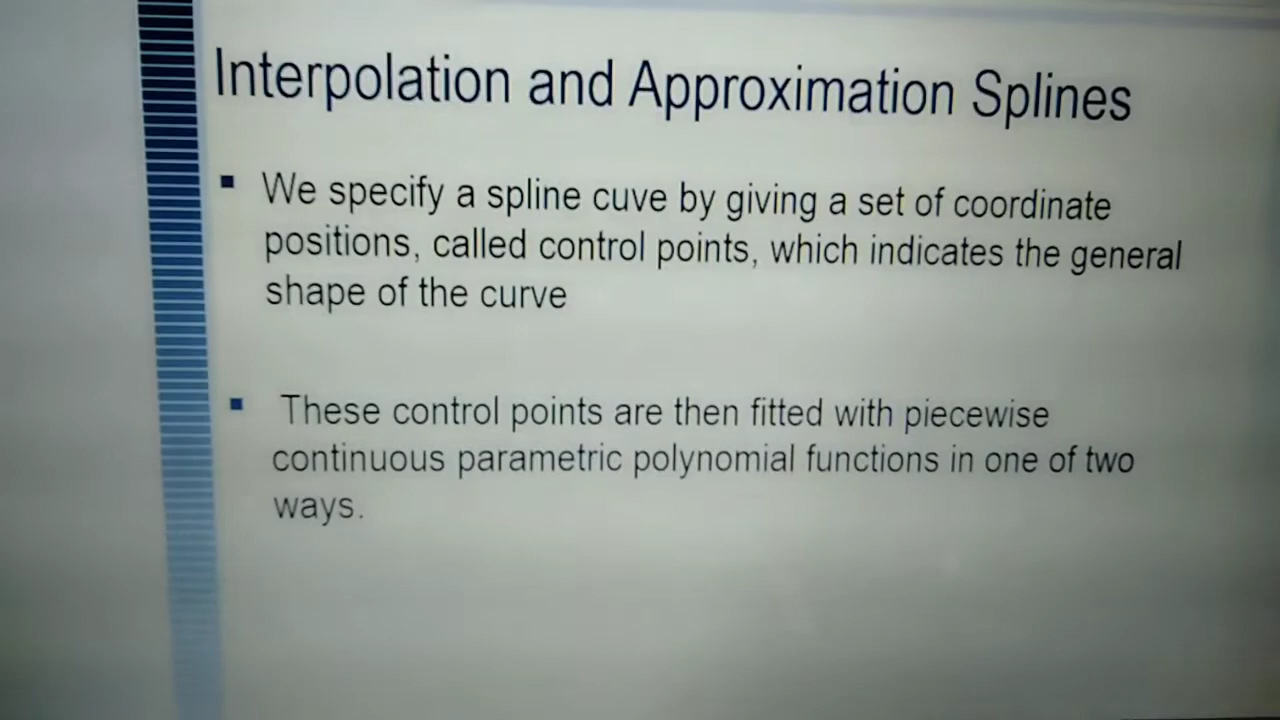 Interpolation and Approximation Splines
▪ We specify a spline cuve by giving a set of coordinate
positions, called control points, which indicates the general
shape of the curve
▪ These control points are then fitted with piecewise
continuous parametric polynomial functions in one of two
ways.